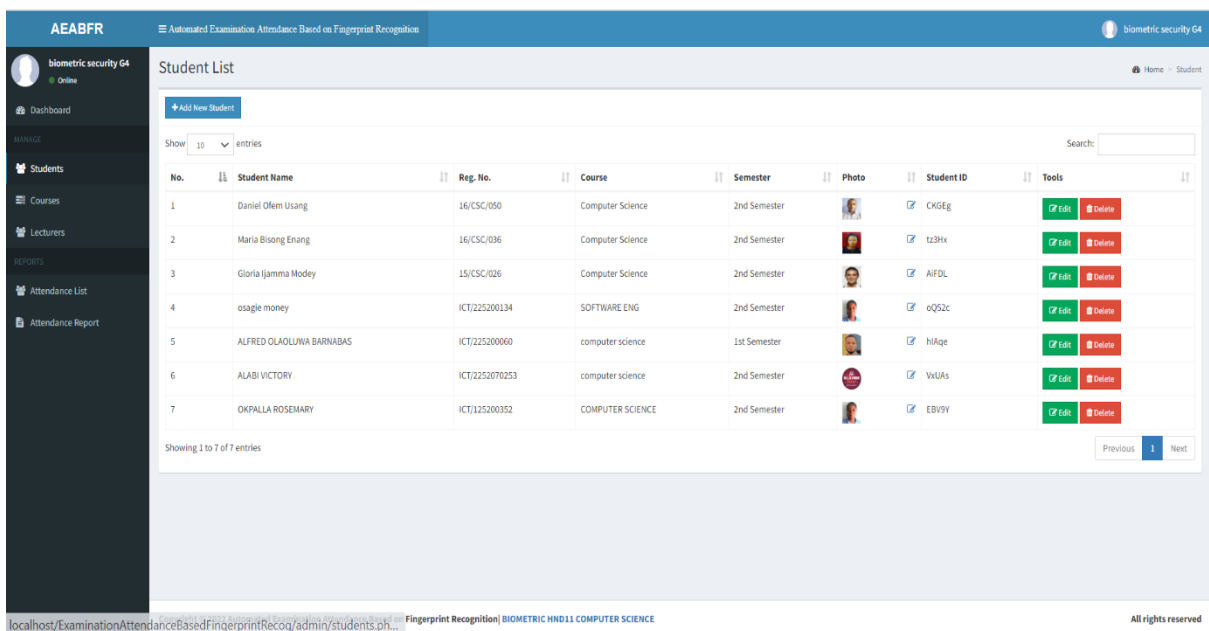 AEABFR
Automated Examination Attendance Based on Fingerprint Recognition
biometric security G4
biometric security G4
Online
Student List
Home > Student
Dashboard
+Add New Student
MANAGE
Show 10 entries
Search:
Students
No. Student Name Reg. No. Course Semester Photo Student ID Tools
Courses
1 Daniel Ofem Usang 16/CSC/050 Computer Science 2nd Semester CKGEg Edit Delete
Lecturers
2 Maria Bisong Enang 16/CSC/036 Computer Science 2nd Semester tz3Hx Edit Delete
REPORTS
3 Gloria Ijamma Modey 15/CSC/026 Computer Science 2nd Semester AiFDL Edit Delete
Attendance List
4 osagie money ICT/225200134 SOFTWARE ENG 2nd Semester oQ52c Edit Delete
Attendance Report
5 ALFRED OLAOLUWA BARNABAS ICT/225200060 computer science 1st Semester hIAqe Edit Delete
6 ALABI VICTORY ICT/2252070253 computer science 2nd Semester VxUAs Edit Delete
7 OKPALLA ROSEMARY ICT/125200352 COMPUTER SCIENCE 2nd Semester EBV9Y Edit Delete
Showing 1 to 7 of 7 entries
Previous 1 Next
Copyright © 2022 Automated Examination Attendance Based on Fingerprint Recognition| BIOMETRIC HND11 COMPUTER SCIENCE
All rights reserved
localhost/ExaminationAttendanceBasedFingerprintRecog/admin/students.ph...